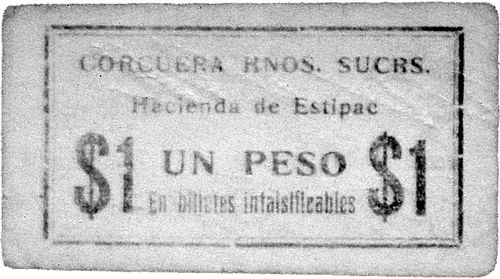 CORCUERA HNOS. SUCRS.
Hacienda de Estipac
$1 UN PESO $1
En billetes infalsificables